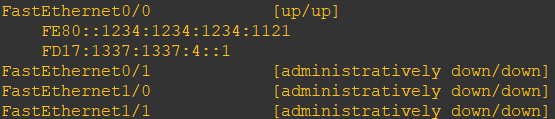 FastEthernet0/0            [up/up]
    FE80::1234:1234:1234:1121
    FD17:1337:1337:4::1
FastEthernet0/1            [administratively down/down]
FastEthernet1/0            [administratively down/down]
FastEthernet1/1            [administratively down/down]